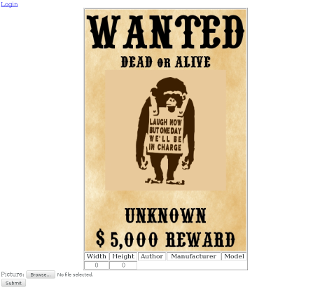 Login
WANTED
DEAD OR ALIVE
LAUGH NOW
BUT ONE DAY
WE'LL BE
IN CHARGE
UNKNOWN
$5,000 REWARD
Width Height Author Manufacturer Model
0 0
Picture: Browse... No file selected.
Submit